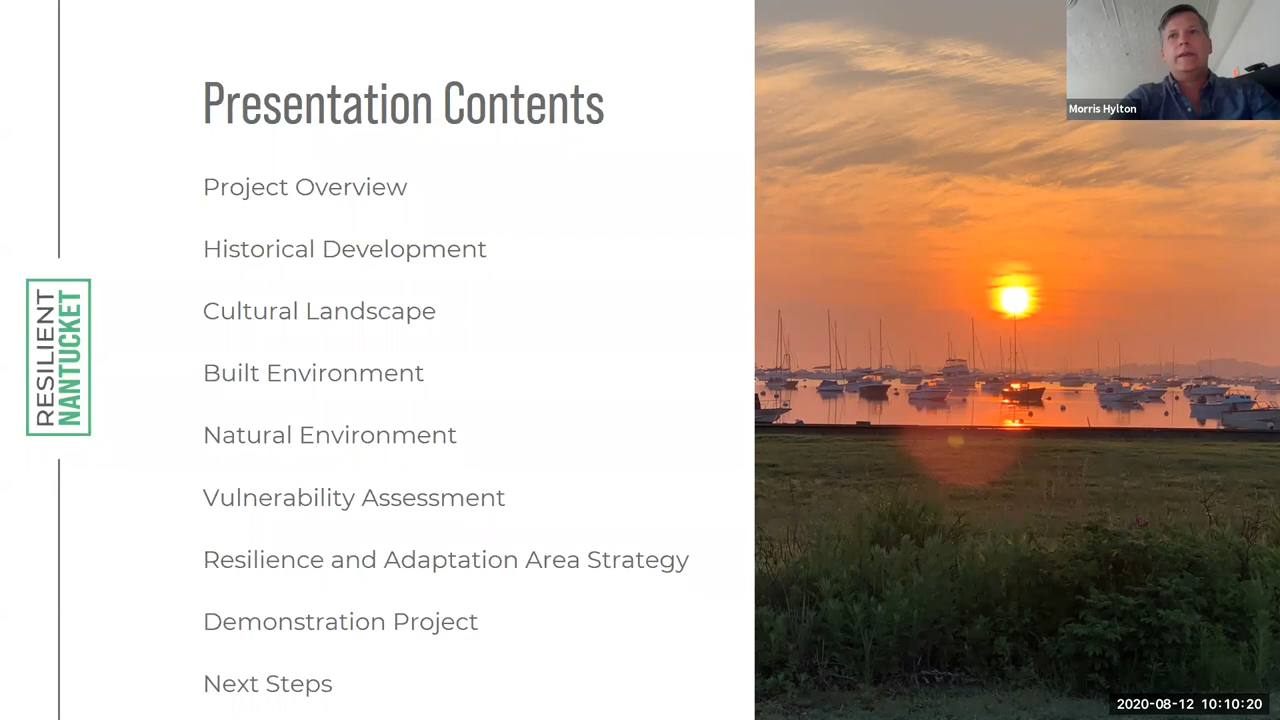 Presentation Contents
Project Overview
Historical Development
Cultural Landscape
Built Environment
Natural Environment
Vulnerability Assessment
Resilience and Adaptation Area Strategy
Demonstration Project
Next Steps
RESILIENT
NANTUCKET
Morris Hylton
2020-08-12 10:10:20